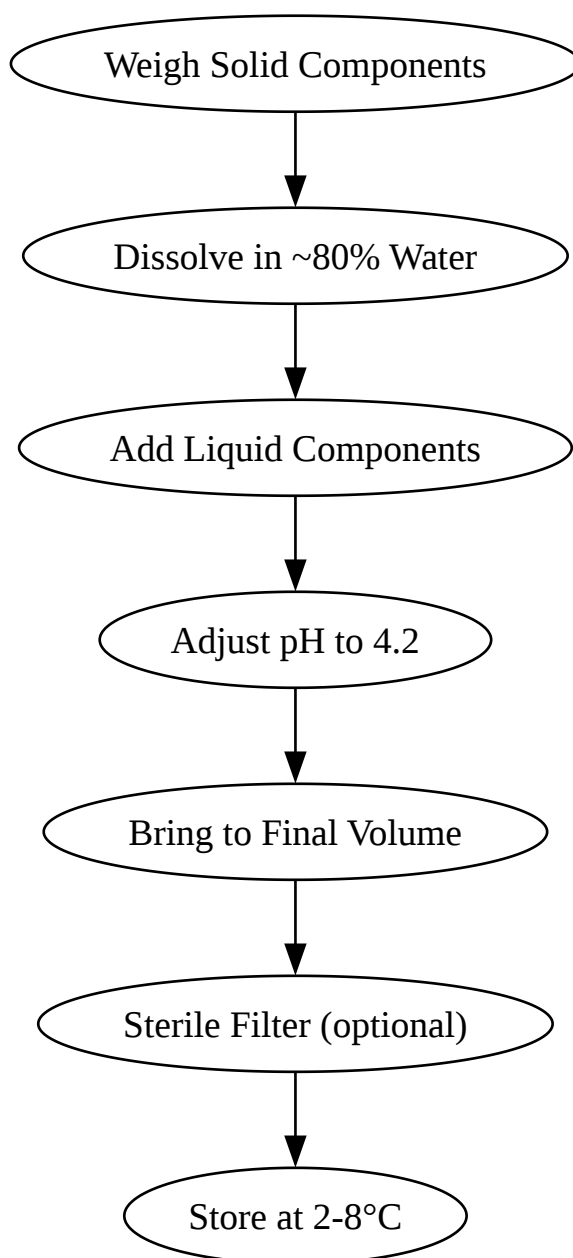 Weigh Solid Components
Dissolve in ~80% Water
Add Liquid Components
Adjust pH to 4.2
Bring to Final Volume
Sterile Filter (optional)
Store at 2-8°C